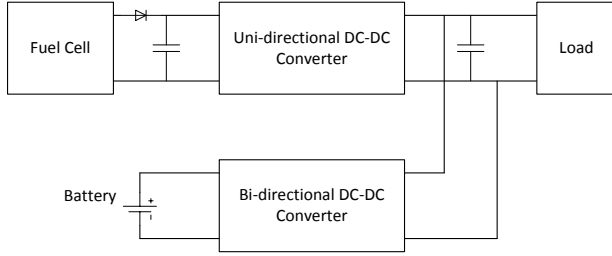 Fuel Cell
Uni-directional DC-DC
Converter
Load
Battery
+
-
Bi-directional DC-DC
Converter